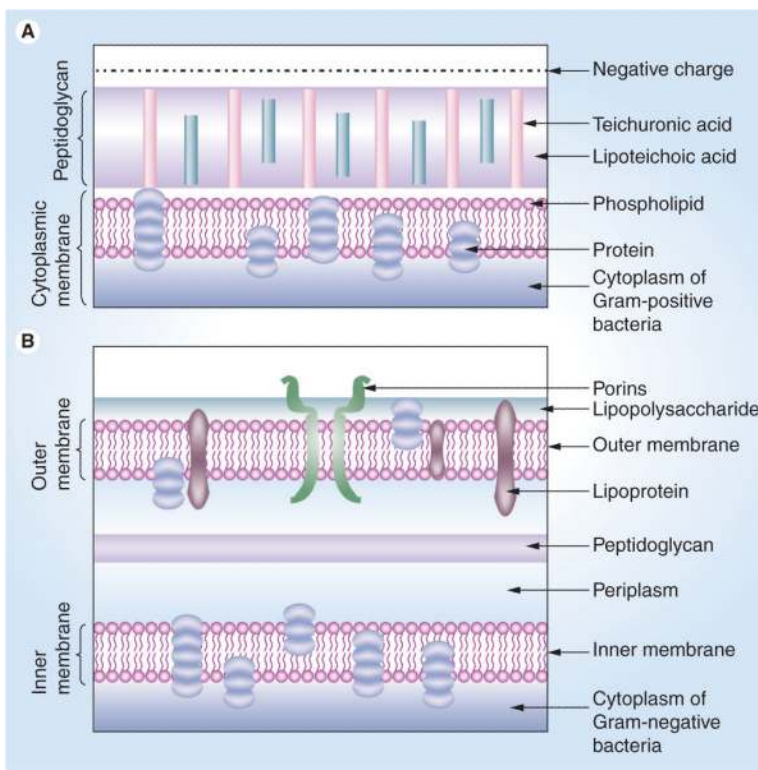 A
Peptidoglycan
Cytoplasmic
membrane
Negative charge
Teichuronic acid
Lipoteichoic acid
Phospholipid
Protein
Cytoplasm of
Gram-positive
bacteria
B
Outer
membrane
Inner
membrane
Porins
Lipopolysaccharide
Outer membrane
Lipoprotein
Peptidoglycan
Periplasm
Inner membrane
Cytoplasm of
Gram-negative
bacteria